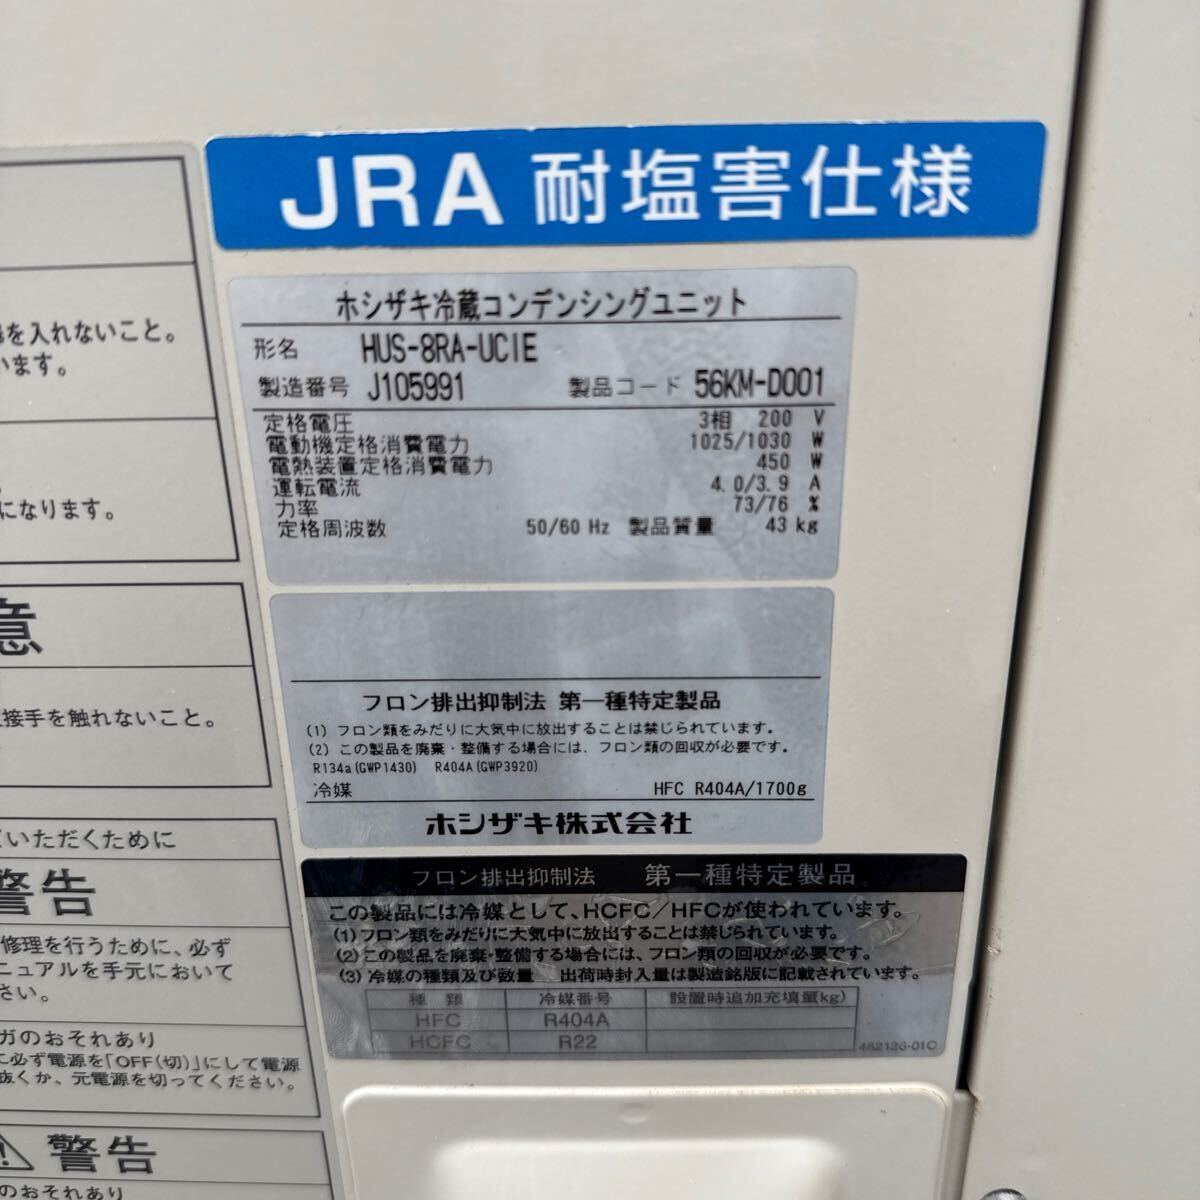 JRA 耐塩害仕様
ホシザキ冷蔵コンデンシングユニット
形名 HUS-8RA-UCIE
製造番号 J105991 製品コード 56KM-D001
定格電圧 3相 200 V
電動機定格消費電力 1025/1030 W
電熱装置定格消費電力 450 W
運転電流 4.0/3.9 A
力率 73/76 %
定格周波数 50/60 Hz 製品質量 43 kg
フロン排出抑制法 第一種特定製品
(1) フロン類をみだりに大気中に放出することは禁じられています。
(2) この製品を廃棄・整備する場合には、フロン類の回収が必要です。
R134a(GWP1430) R404A(GWP3920)
冷媒 HFC R404A/1700g
ホシザキ株式会社
フロン排出抑制法 第一種特定製品
この製品には冷媒として、HCFC/HFCが使われています。
(1)フロン類をみだりに大気中に放出することは禁じられています。
(2)この製品を廃棄・整備する場合には、フロン類の回収が必要です。
(3)冷媒の種類及び数量 出荷時封入量は製造銘版に記載されています。
種類 冷媒番号 設置時追加充填量kg)
HFC R404A
HCFC R22
462126-01C
を入れないこと。
います。
になります。
意
接手を触れないこと。
いただくために
警告
修理を行うために、必ず
ニュアルを手元において
さい。
ガのおそれあり
に必ず電源を「OFF(切)」にして電源
抜くか、元電源を切ってください。
警告
のおそれあり